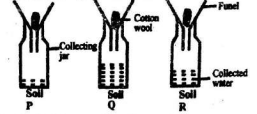 Funel
Cotton
wool
Collecting
jar
Collected
water
Soil Soil Soil
P Q R